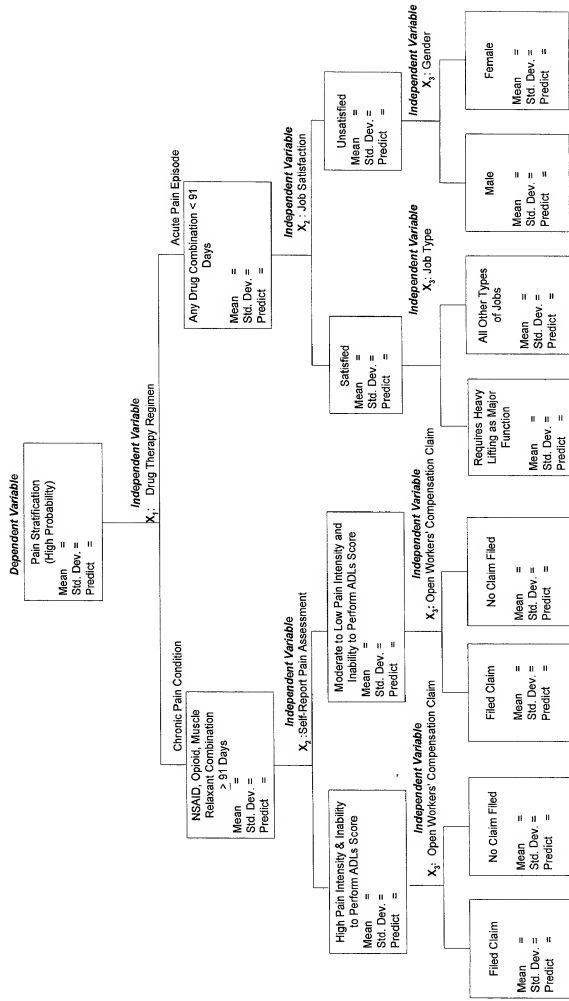 Dependent Variable
Pain Stratification
(High Probability)
Mean =
Std. Dev. =
Predict =
Independent Variable
X1: Drug Therapy Regimen
Chronic Pain Condition
Acute Pain Episode
NSAID, Opioid, Muscle
Relaxant Combination
> 91 Days
Mean =
Std. Dev. =
Predict =
Any Drug Combination < 91
Days
Mean =
Std. Dev. =
Predict =
Independent Variable
X2:Self-Report Pain Assessment
Independent Variable
X2: Job Satisfaction
High Pain Intensity & Inability
to Perform ADLs Score
Mean =
Std. Dev. =
Predict =
Moderate to Low Pain Intensity and
Inability to Perform ADLs Score
Mean =
Std. Dev. =
Predict =
Satisfied
Mean =
Std. Dev. =
Predict =
Unsatisfied
Mean =
Std. Dev. =
Predict =
Independent Variable
X3: Open Workers' Compensation Claim
Independent Variable
X3: Open Workers' Compensation Claim
Independent Variable
X3: Job Type
Independent Variable
X3: Gender
Filed Claim
Mean =
Std. Dev. =
Predict =
No Claim Filed
Mean =
Std. Dev. =
Predict =
Filed Claim
Mean =
Std. Dev. =
Predict =
No Claim Filed
Mean =
Std. Dev. =
Predict =
Requires Heavy
Lifting as Major
Function
Mean =
Std. Dev. =
Predict =
All Other Types
of Jobs
Mean =
Std. Dev. =
Predict =
Male
Mean =
Std. Dev. =
Predict =
Female
Mean =
Std. Dev. =
Predict =